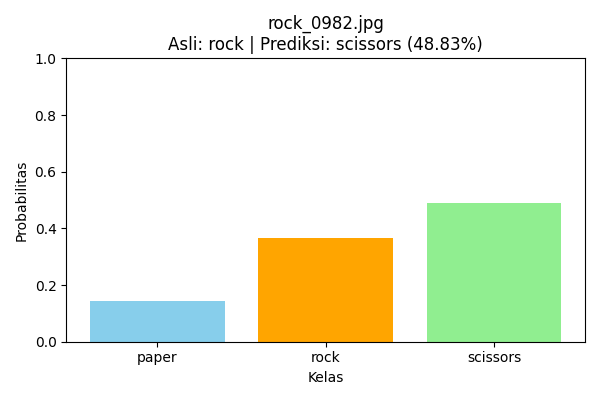 rock_0982.jpg
Asli: rock | Prediksi: scissors (48.83%)
1.0
0.8
0.6
0.4
0.2
0.0
Probabilitas
paper rock scissors
Kelas